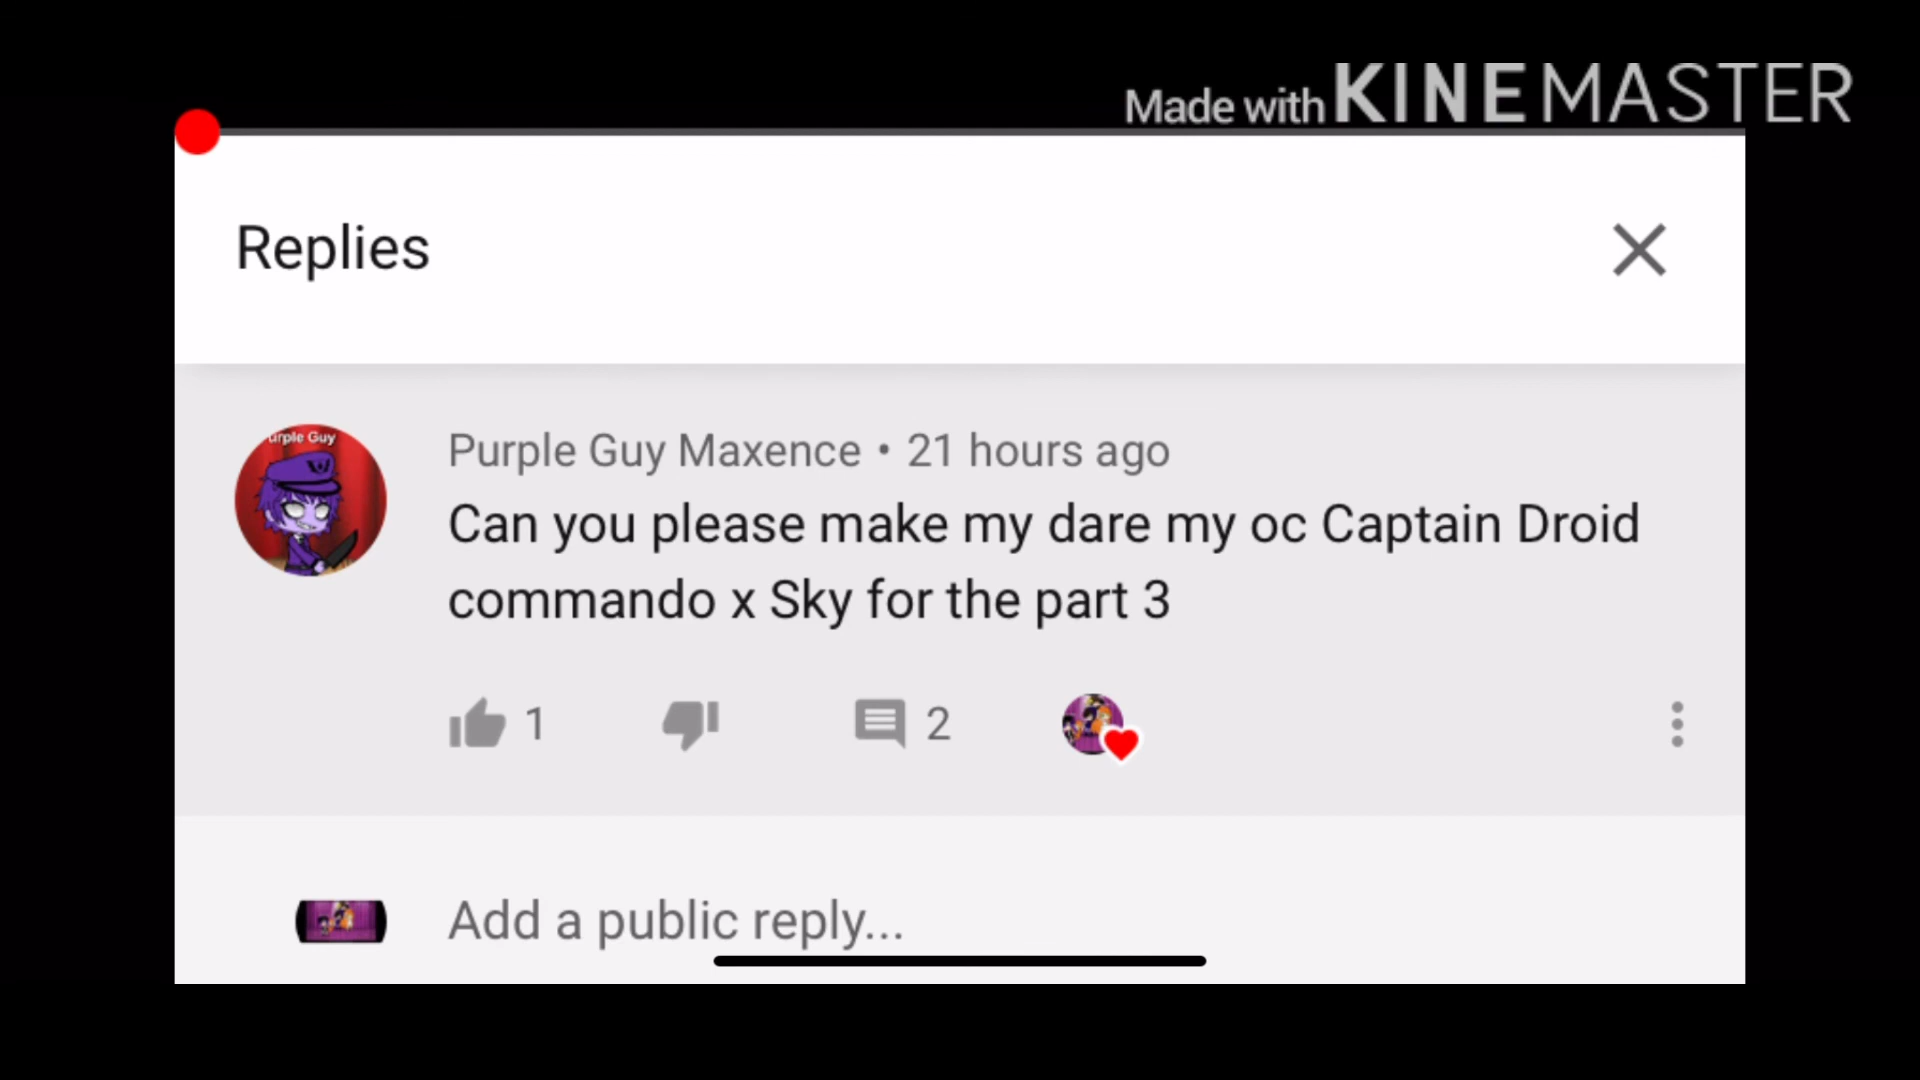 Made with KINEMASTER
Replies
urple Guy
Purple Guy Maxence • 21 hours ago
Can you please make my dare my oc Captain Droid
commando x Sky for the part 3
1
2
Add a public reply...